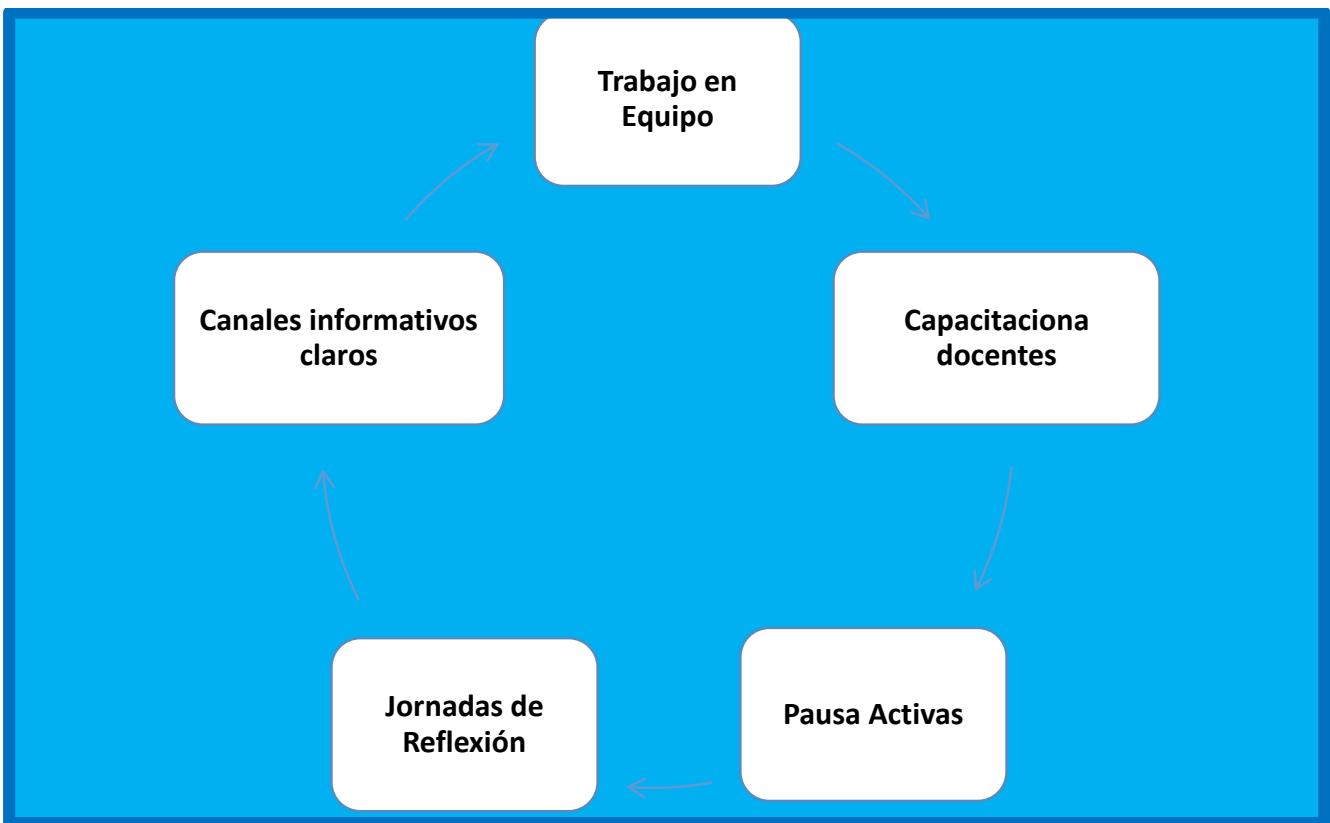 Trabajo en
Equipo
Capacitaciona
docentes
Pausa Activas
Jornadas de
Reflexión
Canales informativos
claros